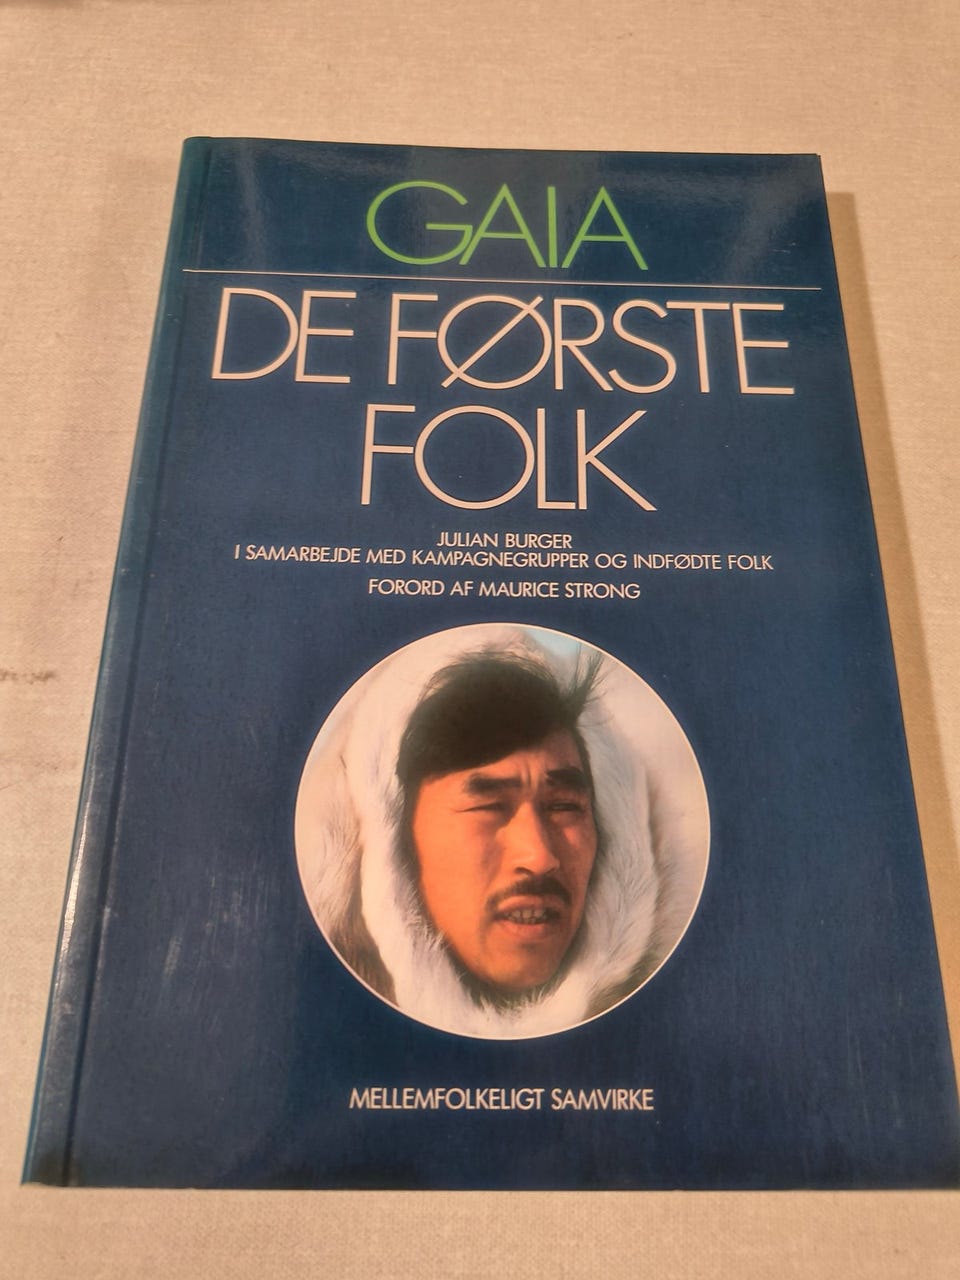 GAIA
DE FØRSTE
FOLK
JULIAN BURGER
I SAMARBEJDE MED KAMPAGNEGRUPPER OG INDFØDTE FOLK
FORORD AF MAURICE STRONG
MELLEMFOLKELIGT SAMVIRKE